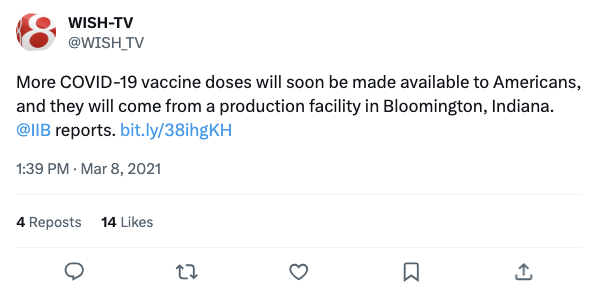 WISH-TV
@WISH_TV
More COVID-19 vaccine doses will soon be made available to Americans,
and they will come from a production facility in Bloomington, Indiana.
@IIB reports. bit.ly/38ihgKH
1:39 PM · Mar 8, 2021
4 Reposts 14 Likes